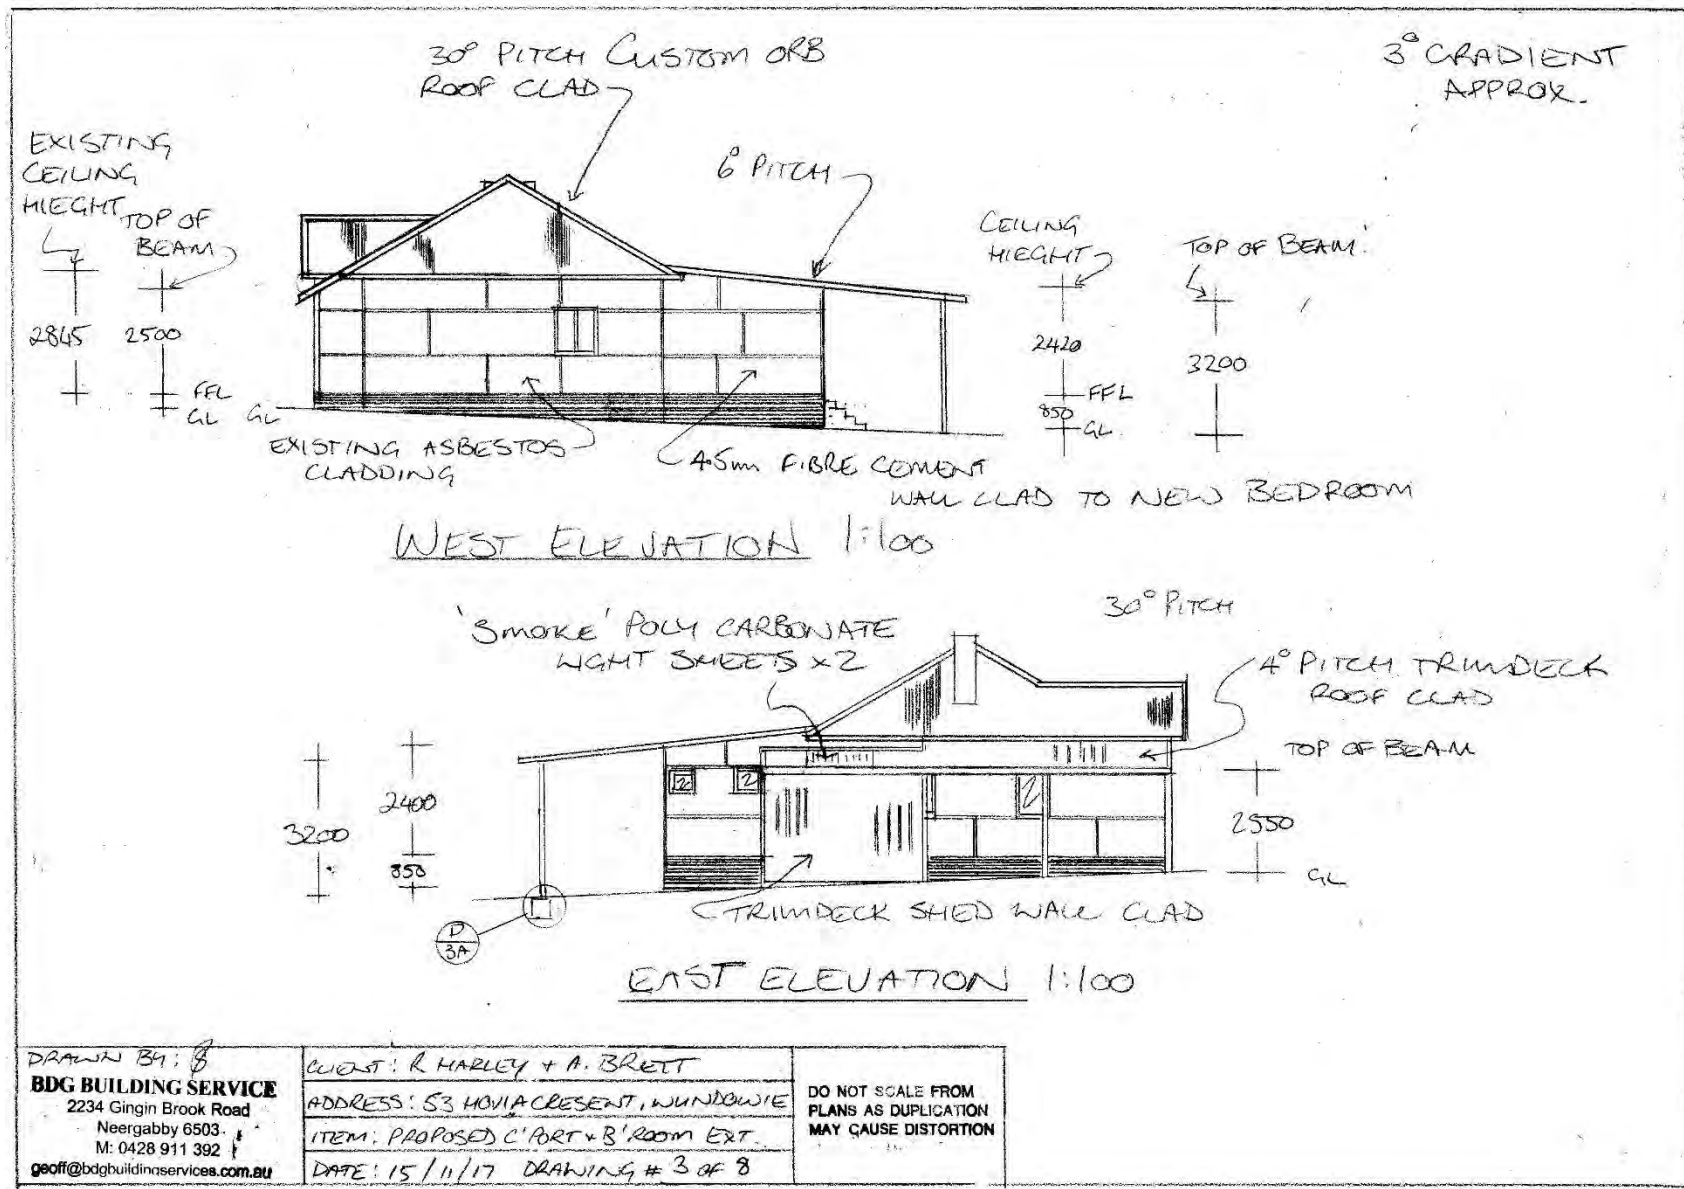 30° PITCH CUSTOM ORB
ROOF CLAD
3° GRADIENT
APPROX.
EXISTING
CEILING
HIEGHT
TOP OF
BEAM
6° PITCH
CEILING
HIEGHT
TOP OF BEAM
2845
2500
FFL
GL
GL
2420
FFL
850
GL
3200
EXISTING ASBESTOS
CLADDING
4.5mm FIBRE CEMENT
WALL CLAD TO NEW BEDROOM
WEST ELEVATION 1:100
'SMOKE' POLY CARBONATE
LIGHT SHEETS x2
30° PITCH
4° PITCH TRIMDECK
ROOF CLAD
TOP OF BEAM
3200
2400
850
2550
GL
D
3A
TRIMDECK SHED WALL CLAD
EAST ELEVATION 1:100
DRAWN BY:
BDG BUILDING SERVICE
2234 Gingin Brook Road
Neergabby 6503
M: 0428 911 392
geoff@bdgbuildingservices.com.au
CLIENT: R HARLEY + A. BRETT
ADDRESS: 53 HOVIA CRESENT, WUNDOWIE
ITEM: PROPOSED C'PORT + B'ROOM EXT.
DATE: 15/11/17 DRAWING # 3 OF 8
DO NOT SCALE FROM
PLANS AS DUPLICATION
MAY CAUSE DISTORTION